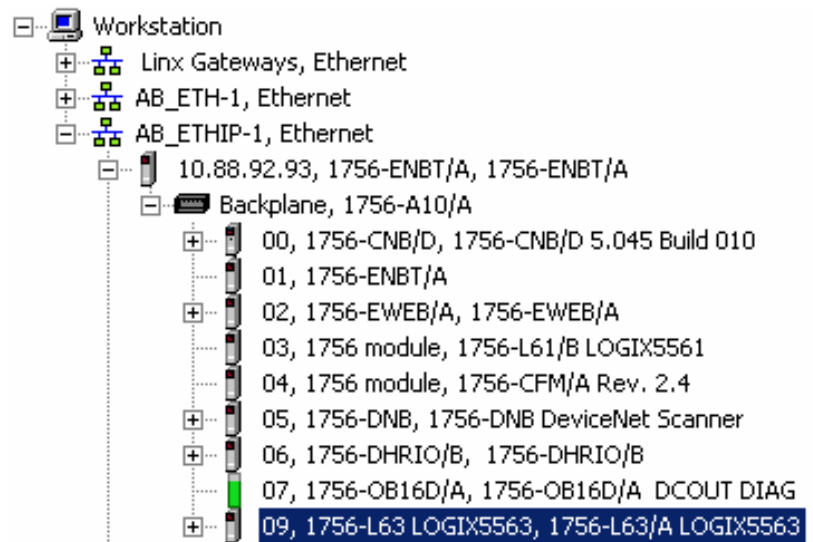 Workstation
Linx Gateways, Ethernet
AB_ETH-1, Ethernet
AB_ETHIP-1, Ethernet
10.88.92.93, 1756-ENBT/A, 1756-ENBT/A
Backplane, 1756-A10/A
00, 1756-CNB/D, 1756-CNB/D 5.045 Build 010
01, 1756-ENBT/A
02, 1756-EWEB/A, 1756-EWEB/A
03, 1756 module, 1756-L61/B LOGIX5561
04, 1756 module, 1756-CFM/A Rev. 2.4
05, 1756-DNB, 1756-DNB DeviceNet Scanner
06, 1756-DHRIO/B, 1756-DHRIO/B
07, 1756-OB16D/A, 1756-OB16D/A DCOUT DIAG
09, 1756-L63 LOGIX5563, 1756-L63/A LOGIX5563